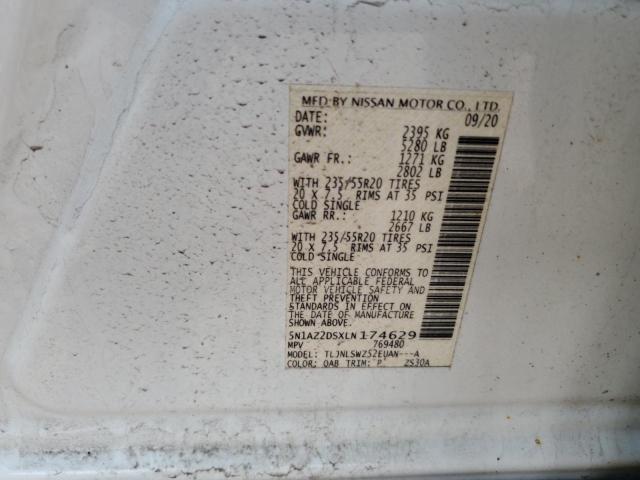 MFD BY NISSAN MOTOR CO., LTD.
DATE: 09/20
GVWR: 2395 KG
5280 LB
GAWR FR.: 1271 KG
2802 LB
WITH 235/55R20 TIRES
20 X 7.5 RIMS AT 35 PSI
COLD SINGLE
GAWR RR.: 1210 KG
2667 LB
WITH 235/55R20 TIRES
20 X 7.5 RIMS AT 35 PSI
COLD SINGLE
THIS VEHICLE CONFORMS TO
ALL APPLICABLE FEDERAL
MOTOR VEHICLE SAFETY AND
THEFT PREVENTION
STANDARDS IN EFFECT ON
THE DATE OF MANUFACTURE
SHOWN ABOVE.
5N1AZ2DSXLN174629
MPV 769480
MODEL: TLJNLSWZ52EUAN---A
COLOR: QAB TRIM: P ZS30A